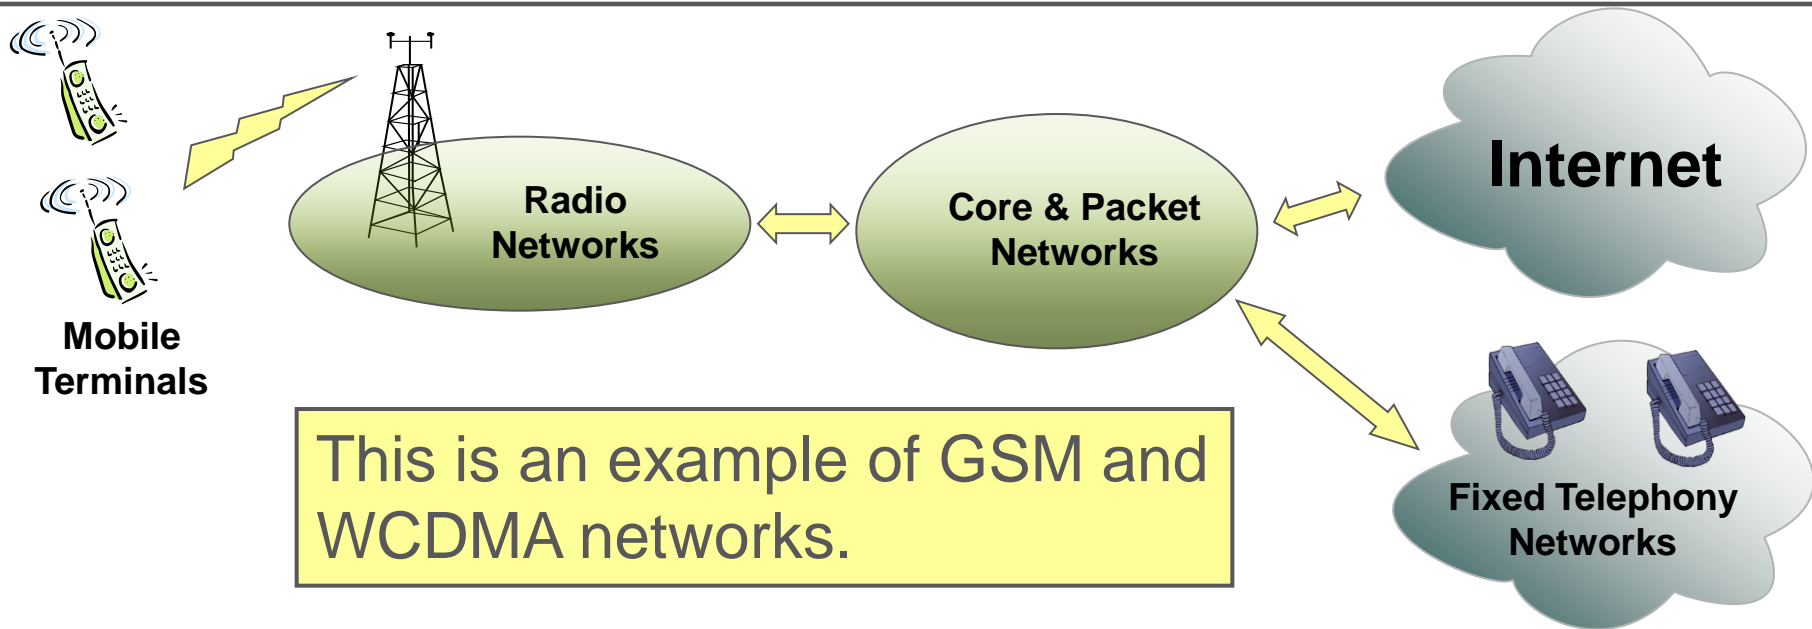 Mobile
Terminals
Radio
Networks
Core & Packet
Networks
Internet
Fixed Telephony
Networks
This is an example of GSM and
WCDMA networks.